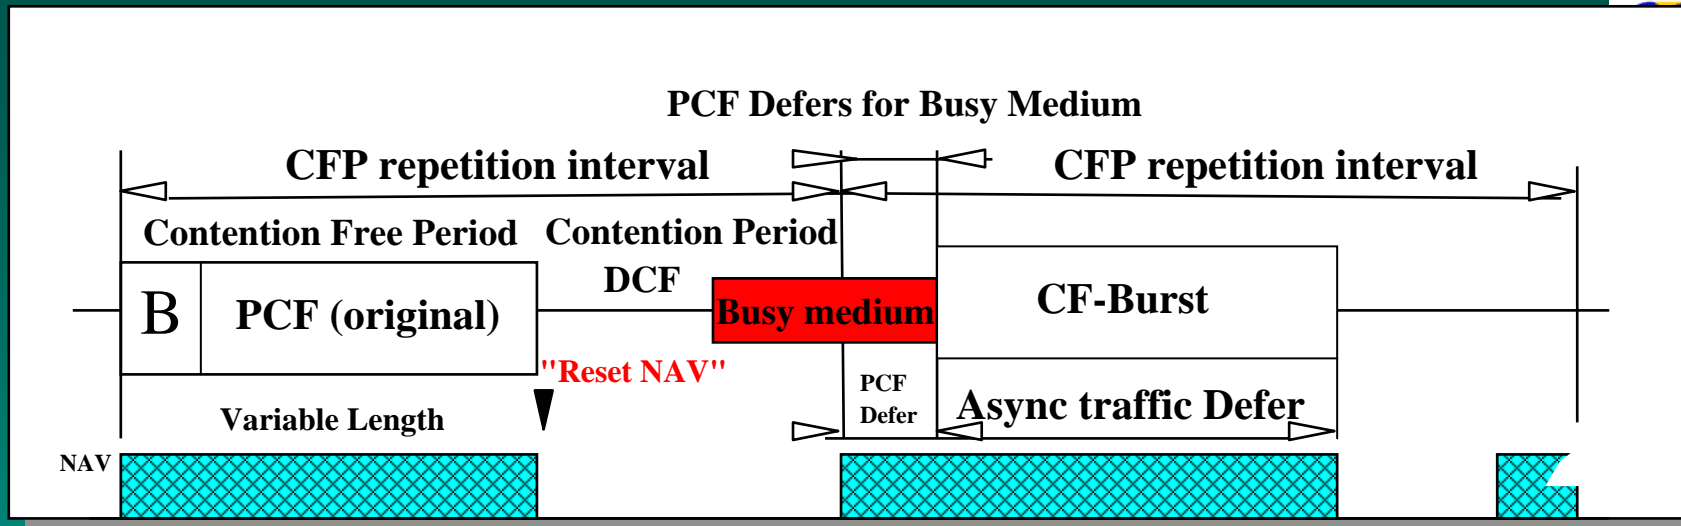 PCF Defers for Busy Medium
CFP repetition interval
CFP repetition interval
Contention Free Period
Contention Period
DCF
B
PCF (original)
Busy medium
CF-Burst
"Reset NAV"
PCF
Defer
Variable Length
Async traffic Defer
NAV